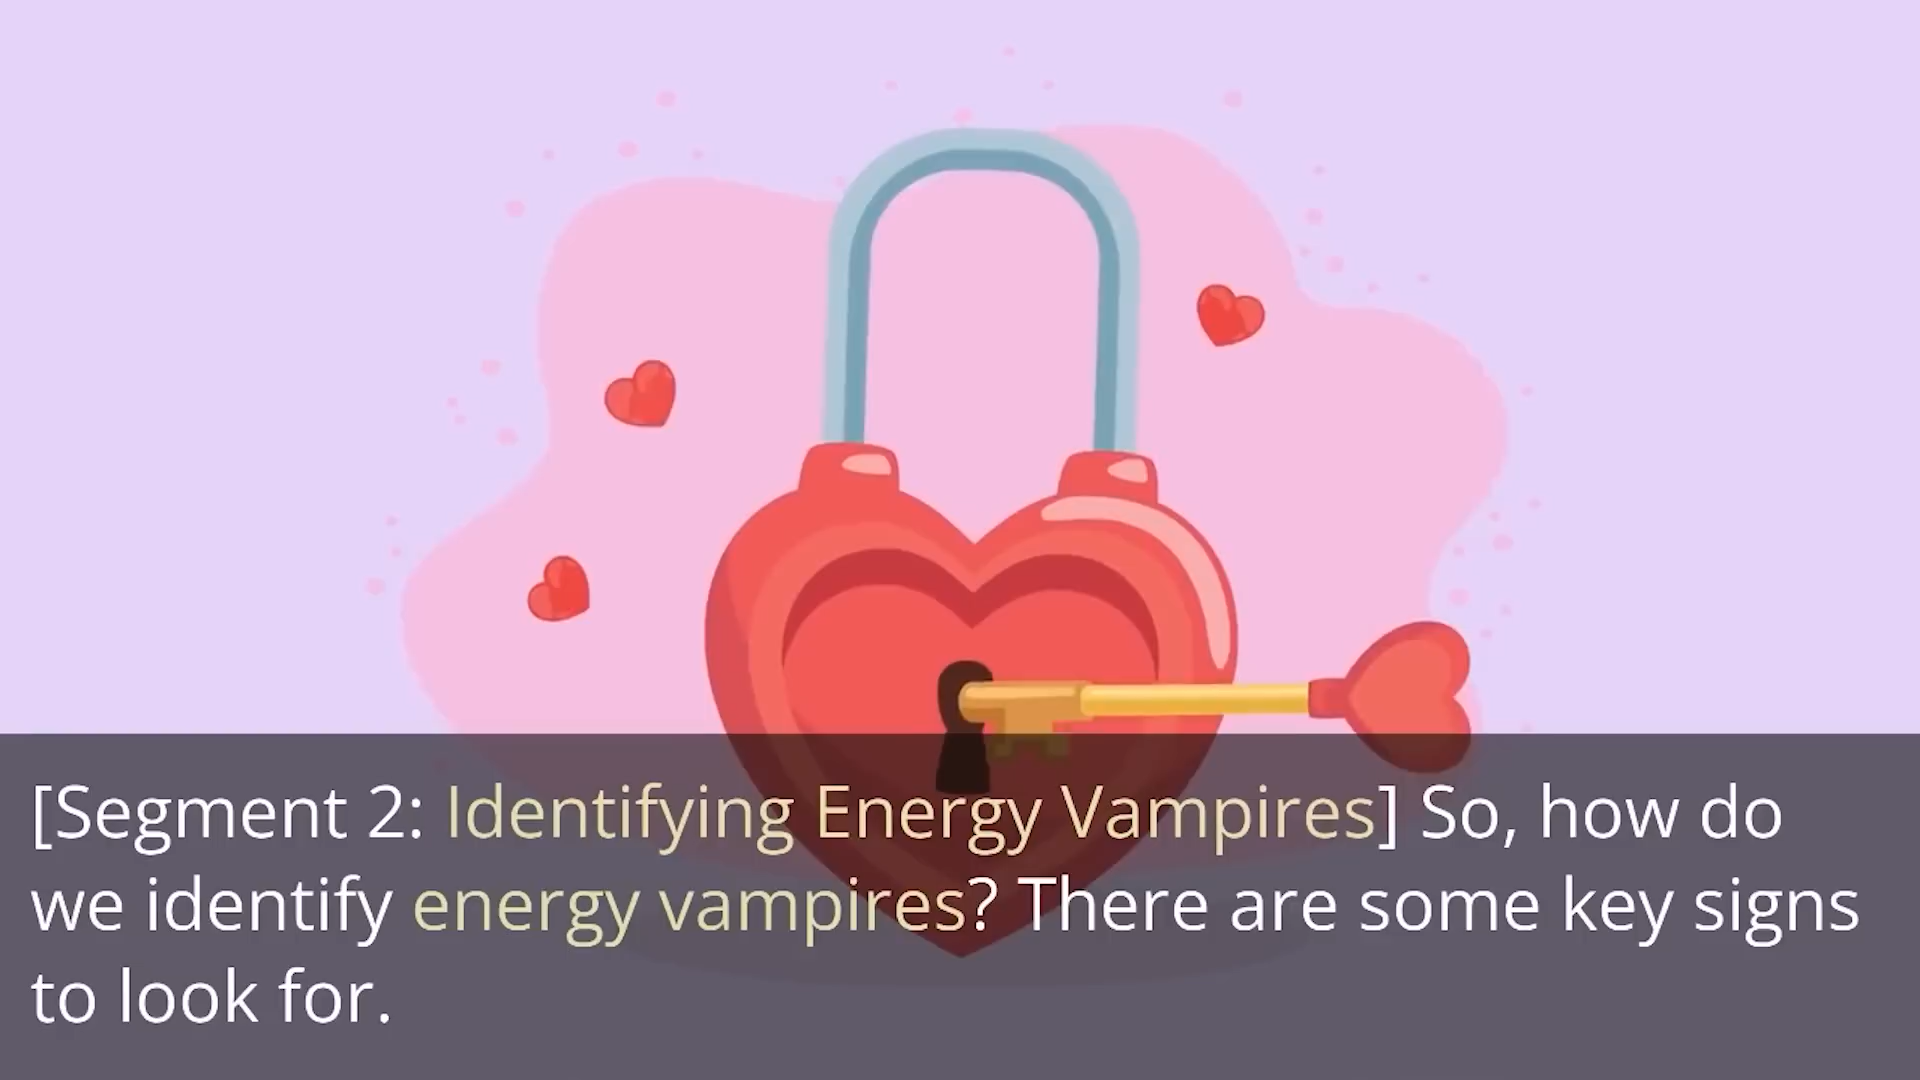 [Segment 2: Identifying Energy Vampires] So, how do
we identify energy vampires? There are some key signs
to look for.